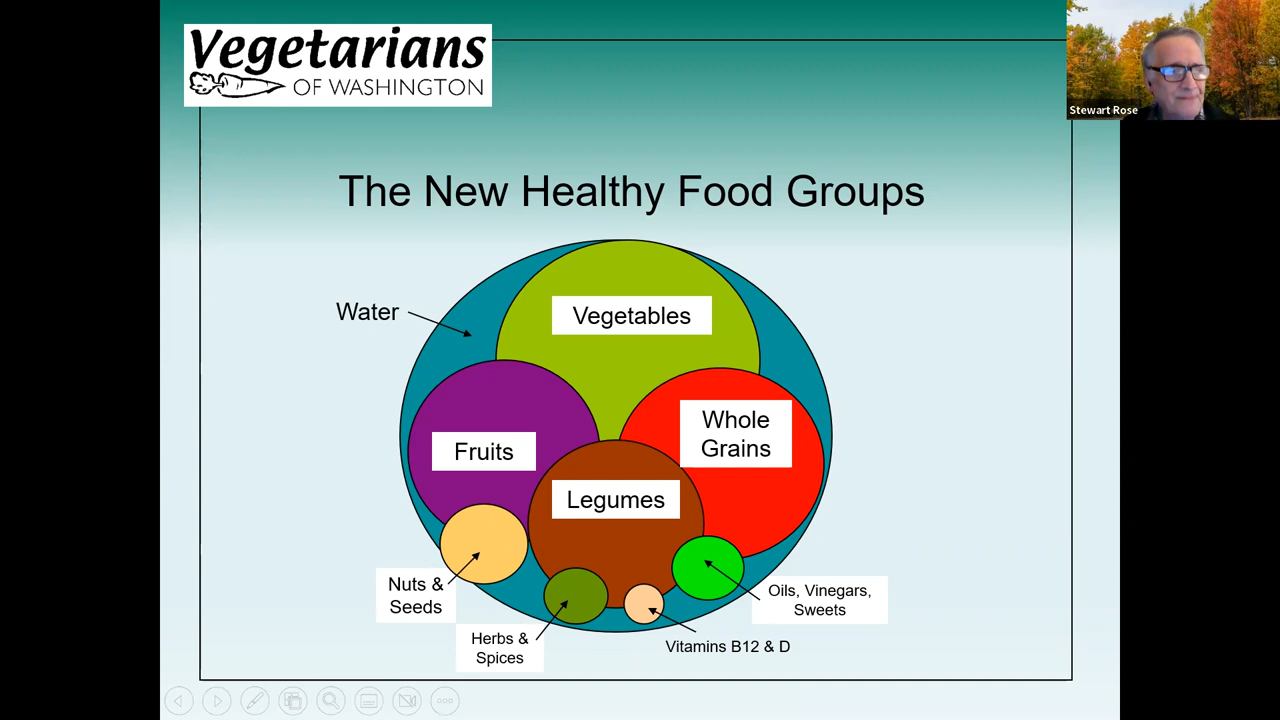 Vegetarians
OF WASHINGTON
Stewart Rose
The New Healthy Food Groups
Water
Vegetables
Whole
Grains
Fruits
Legumes
Nuts &
Seeds
Oils, Vinegars,
Sweets
Herbs &
Spices
Vitamins B12 & D